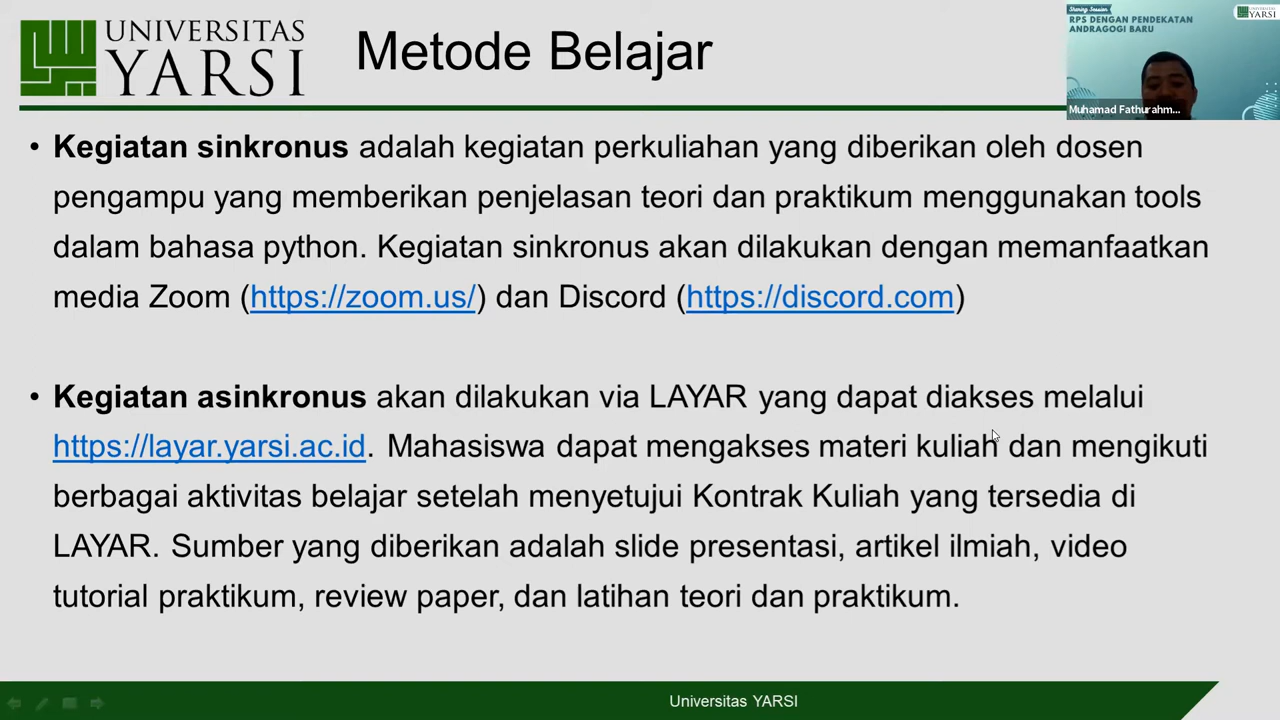 UNIVERSITAS
YARSI
Metode Belajar
Sharing Session
RPS DENGAN PENDEKATAN
ANDRAGOGI BARU
UNIVERSITAS
YARSI
Muhamad Fathurahm...
• Kegiatan sinkronus adalah kegiatan perkuliahan yang diberikan oleh dosen
pengampu yang memberikan penjelasan teori dan praktikum menggunakan tools
dalam bahasa python. Kegiatan sinkronus akan dilakukan dengan memanfaatkan
media Zoom (https://zoom.us/) dan Discord (https://discord.com)
• Kegiatan asinkronus akan dilakukan via LAYAR yang dapat diakses melalui
https://layar.yarsi.ac.id. Mahasiswa dapat mengakses materi kuliah dan mengikuti
berbagai aktivitas belajar setelah menyetujui Kontrak Kuliah yang tersedia di
LAYAR. Sumber yang diberikan adalah slide presentasi, artikel ilmiah, video
tutorial praktikum, review paper, dan latihan teori dan praktikum.
Universitas YARSI